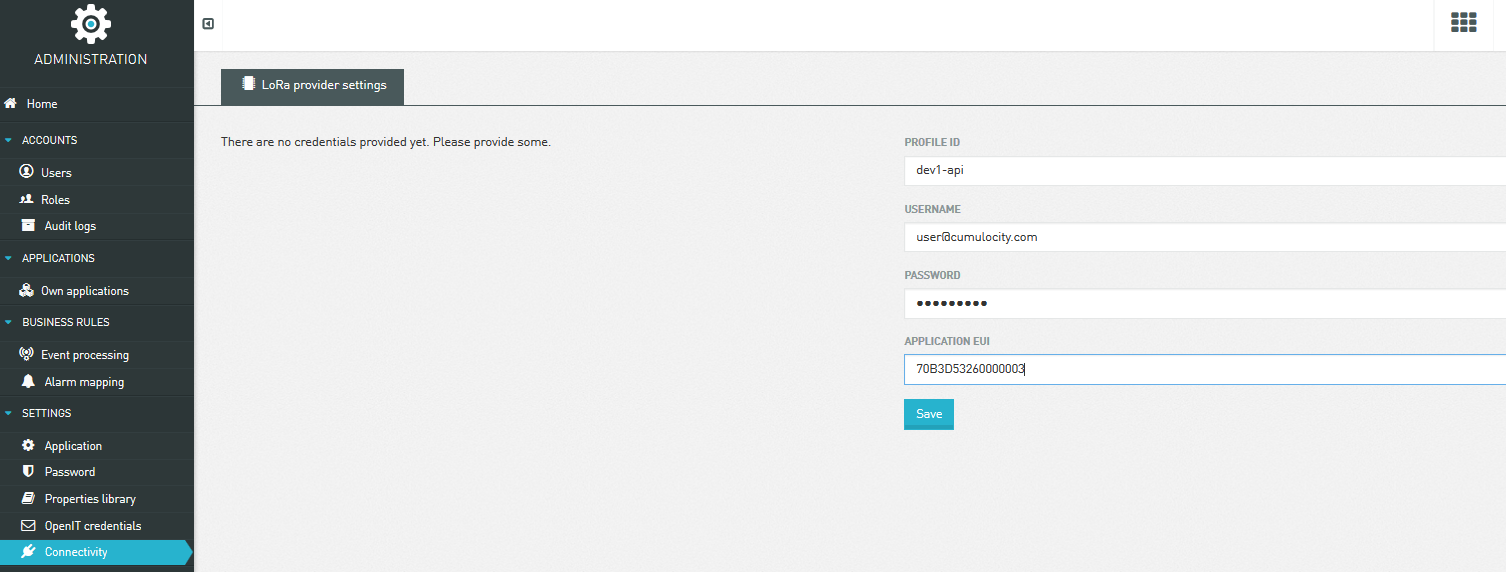 ADMINISTRATION
Home
ACCOUNTS
Users
Roles
Audit logs
APPLICATIONS
Own applications
BUSINESS RULES
Event processing
Alarm mapping
SETTINGS
Application
Password
Properties library
OpenIT credentials
Connectivity
LoRa provider settings
There are no credentials provided yet. Please provide some.
PROFILE ID
dev1-api
USERNAME
user@cumulocity.com
PASSWORD
•••••••••
APPLICATION EUI
70B3D53260000003
Save